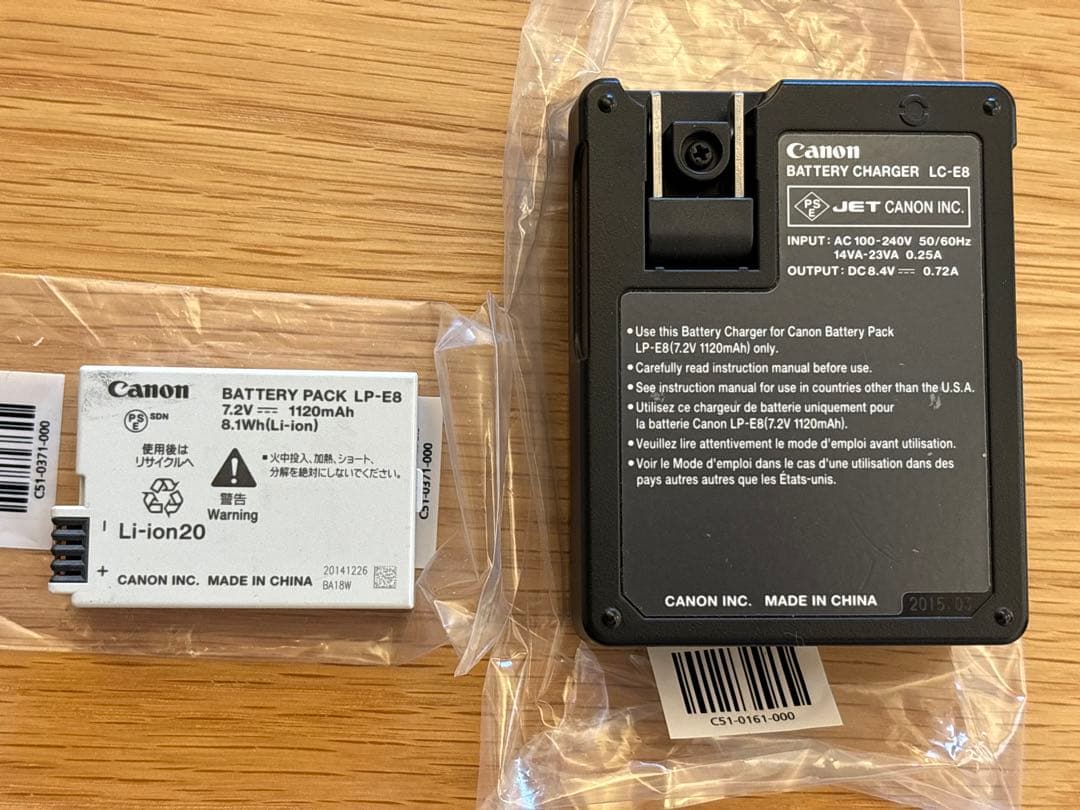 Canon
BATTERY PACK LP-E8
7.2V ⎓ 1120mAh
8.1Wh(Li-ion)
PS
E
SDN
使用後は
リサイクルへ
■火中投入、加熱、ショート、
分解を絶対にしないでください。
警告
Warning
Li-ion20
−
+
CANON INC. MADE IN CHINA
20141226
BA18W
C51-0371-000
C51-0371-000
Canon
BATTERY CHARGER LC-E8
PS
E
JET CANON INC.
INPUT: AC 100-240V 50/60Hz
14VA-23VA 0.25A
OUTPUT: DC 8.4V ⎓ 0.72A
●Use this Battery Charger for Canon Battery Pack
LP-E8(7.2V 1120mAh) only.
●Carefully read instruction manual before use.
●See instruction manual for use in countries other than the U.S.A.
●Utilisez ce chargeur de batterie uniquement pour
la batterie Canon LP-E8(7.2V 1120mAh).
●Veuillez lire attentivement le mode d'emploi avant utilisation.
●Voir le Mode d'emploi dans le cas d'une utilisation dans des
pays autres autres que les États-unis.
CANON INC. MADE IN CHINA
2015.03
C51-0161-000